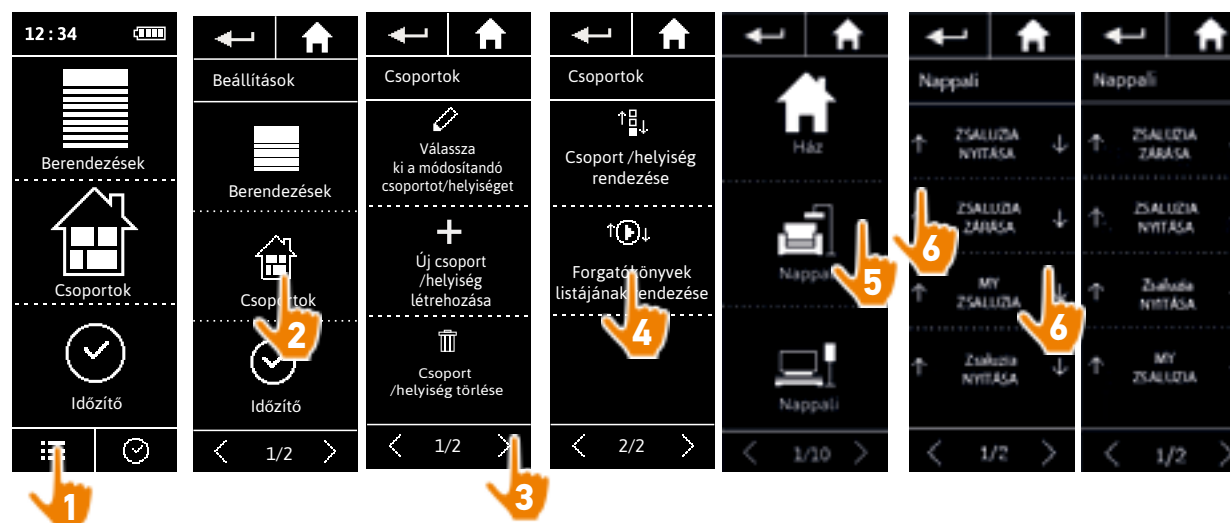 12:34
Berendezések
Csoportok
Időzítő
1
Beállítások
Berendezések
Csoportok
2
Időzítő
1/2
Csoportok
Válassza
ki a módosítandó
csoportot/helyiséget
Új csoport
/helyiség
létrehozása
Csoport
/helyiség törlése
1/2
3
Csoportok
Csoport /helyiség
rendezése
Forgatókönyvek
listájának rendezése
4
2/2
Ház
Nappali
5
Nappali
1/10
Nappali
ZSALUZIA
NYITÁSA
ZSALUZIA
ZÁRÁSA
6
MY
ZSALUZIA
6
Zsaluzia
NYITÁSA
1/2
Nappali
ZSALUZIA
ZÁRÁSA
ZSALUZIA
NYITÁSA
Zsaluzia
NYITÁSA
MY
ZSALUZIA
1/2